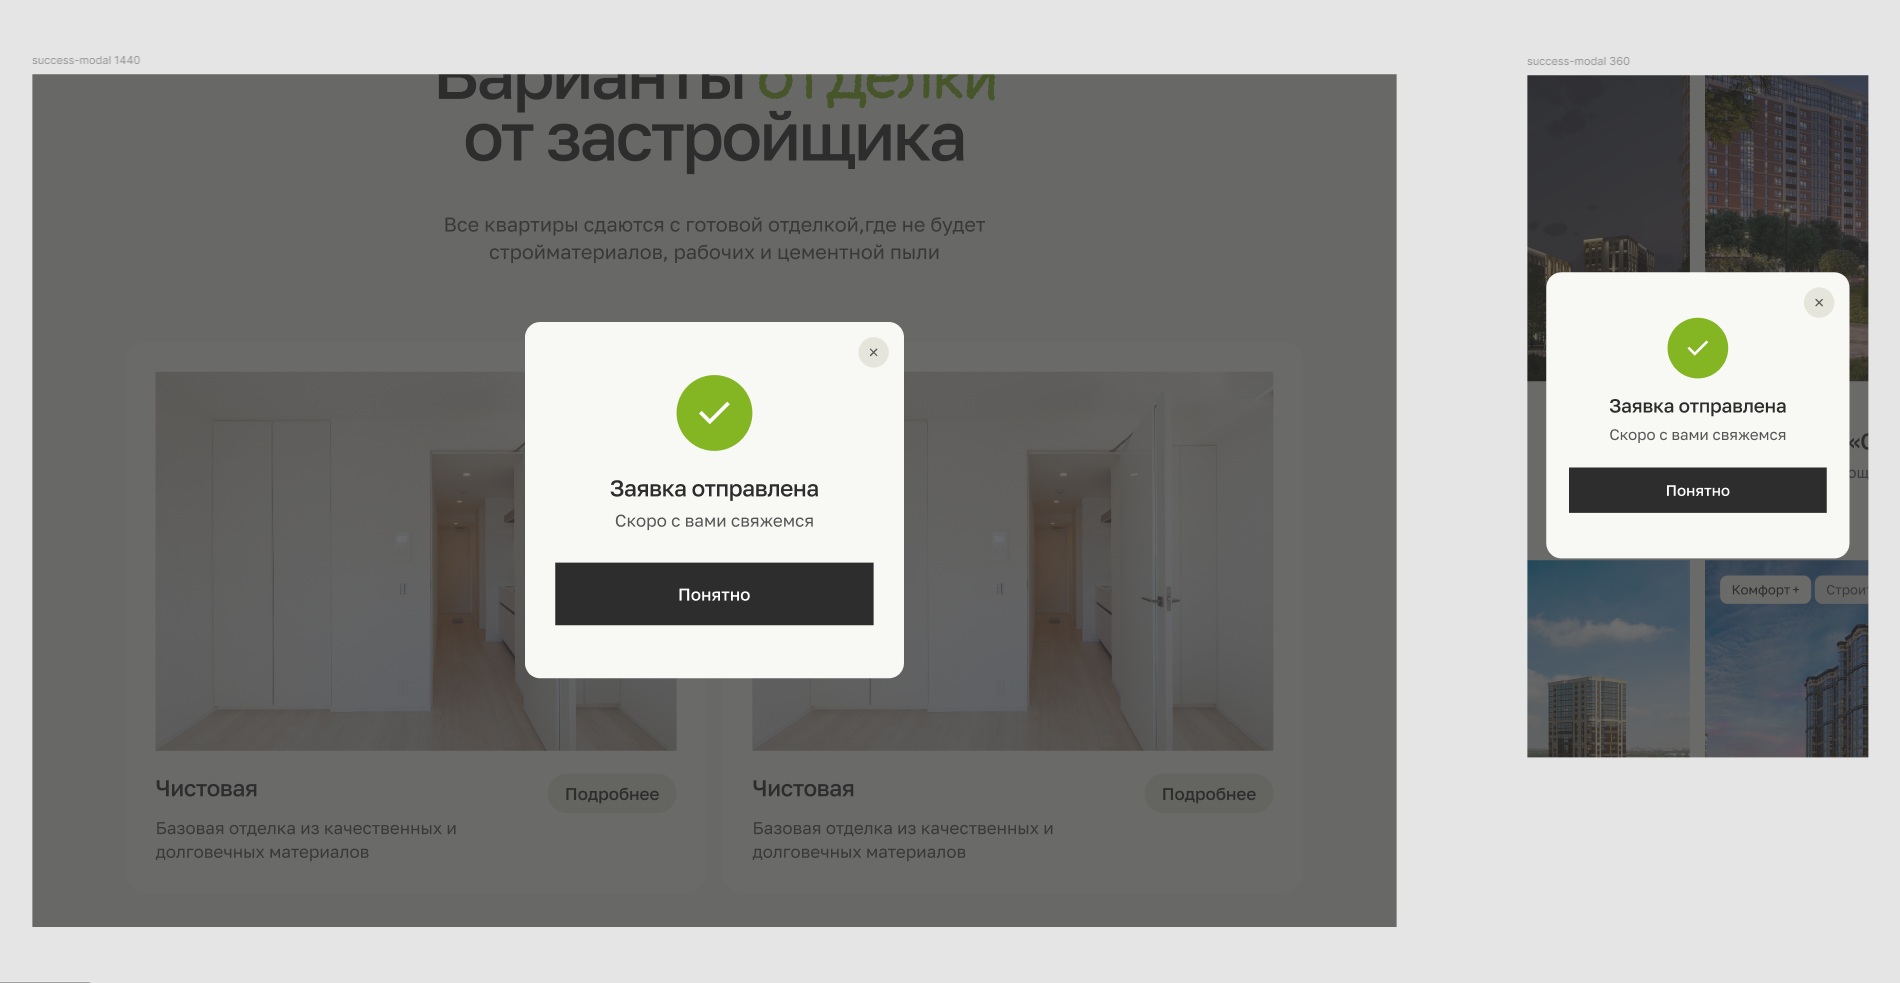 success-modal 1440
Варианты отделки
от застройщика
Все квартиры сдаются с готовой отделкой,где не будет
стройматериалов, рабочих и цементной пыли
Заявка отправлена
Скоро с вами свяжемся
Понятно
Чистовая
Подробнее
Базовая отделка из качественных и
долговечных материалов
Чистовая
Подробнее
Базовая отделка из качественных и
долговечных материалов
success-modal 360
Заявка отправлена
Скоро с вами свяжемся
Понятно
Комфорт+